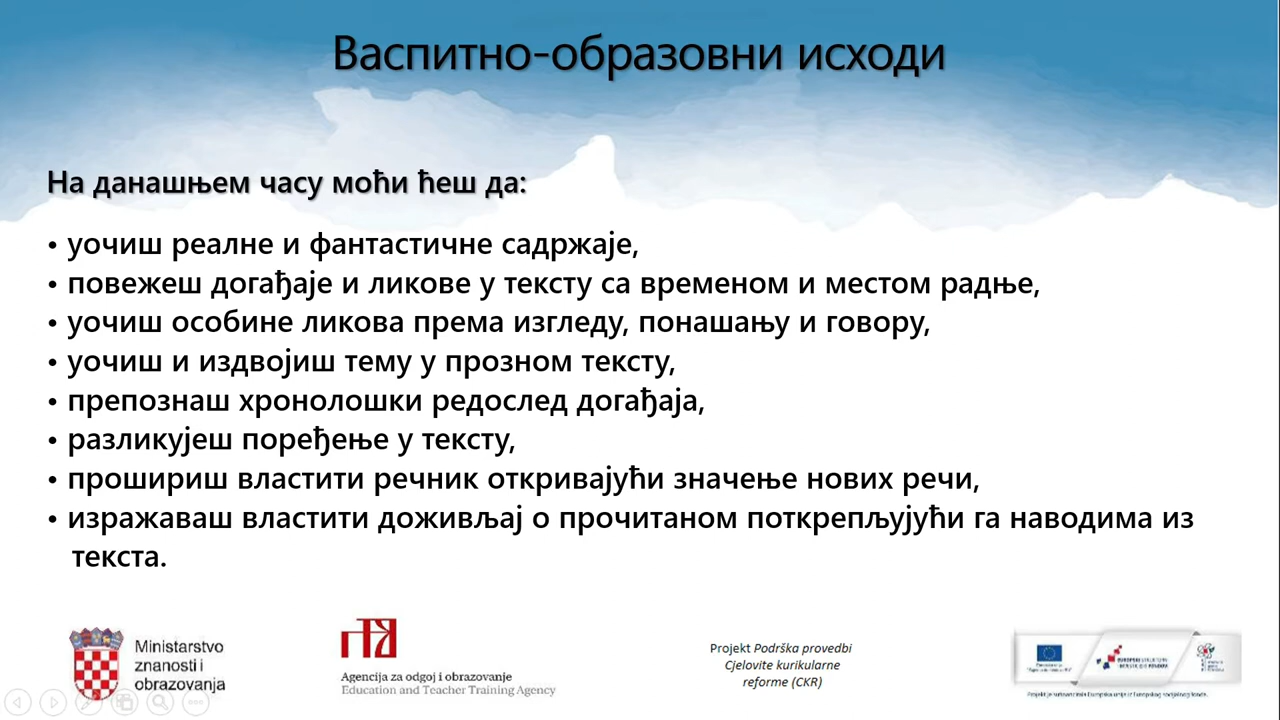 Васпитно-образовни исходи
На данашњем часу моћи ћеш да:
• уочиш реалне и фантастичне садржаје,
• повежеш догађаје и ликове у тексту са временом и местом радње,
• уочиш особине ликова према изгледу, понашању и говору,
• уочиш и издвојиш тему у прозном тексту,
• препознаш хронолошки редослед догађаја,
• разликујеш поређење у тексту,
• прошириш властити речник откривајући значење нових речи,
• изражаваш властити доживљај о прочитаном поткрепљујући га наводима из
текста.
Ministarstvo
znanosti i
obrazovanja
Agencija za odgoj i obrazovanje
Education and Teacher Training Agency
Projekt Podrška provedbi
Cjelovite kurikularne
reforme (CKR)